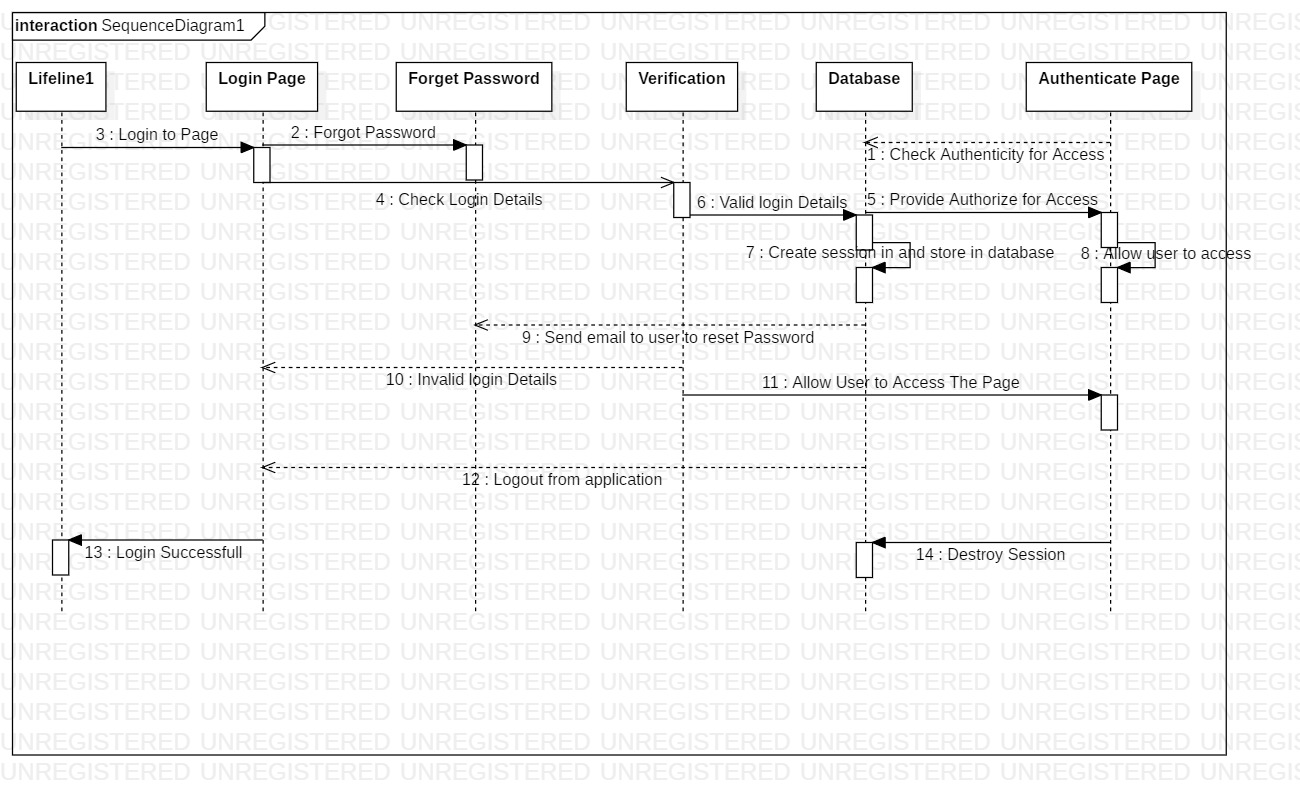 interaction SequenceDiagram1
Lifeline1
Login Page
Forget Password
Verification
Database
Authenticate Page
3 : Login to Page
2 : Forgot Password
1 : Check Authenticity for Access
4 : Check Login Details
6 : Valid login Details
5 : Provide Authorize for Access
7 : Create session in and store in database
8 : Allow user to access
9 : Send email to user to reset Password
10 : Invalid login Details
11 : Allow User to Access The Page
12 : Logout from application
13 : Login Successfull
14 : Destroy Session
UNREGISTERED